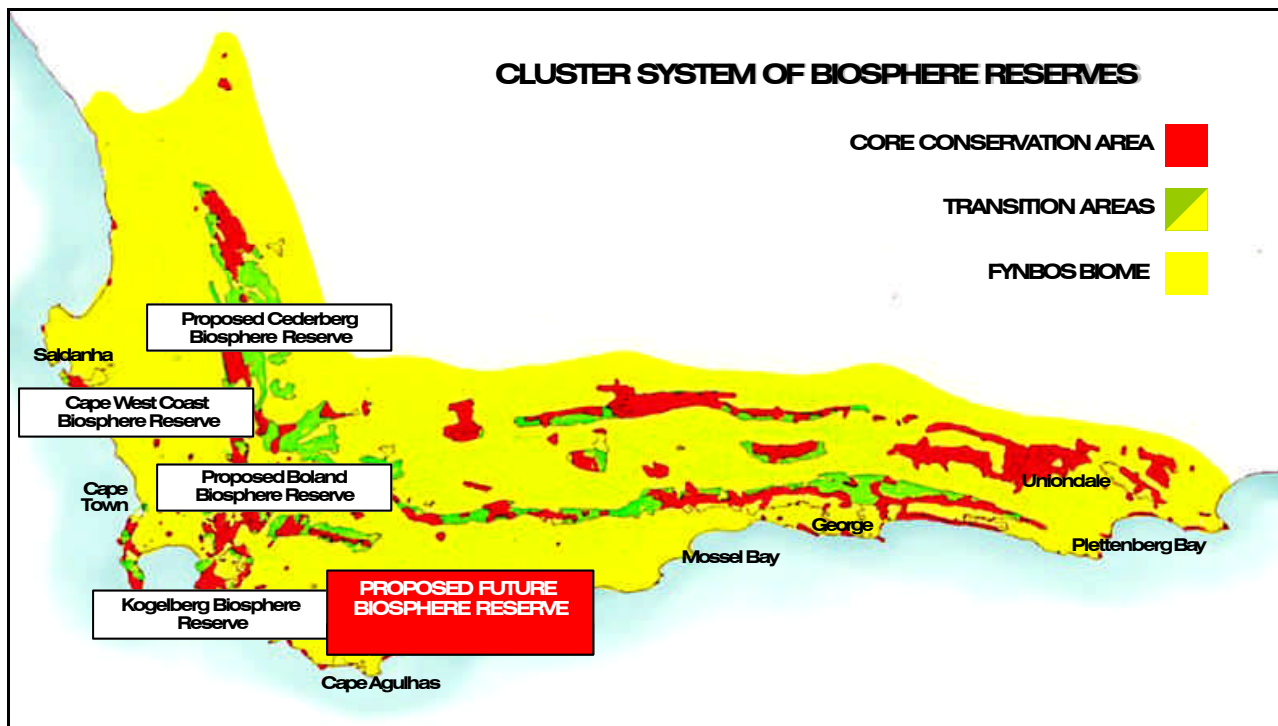 CLUSTER SYSTEM OF BIOSPHERE RESERVES
CORE CONSERVATION AREA
TRANSITION AREAS
FYNBOS BIOME
Proposed Cederberg
Biosphere Reserve
Saldanha
Cape West Coast
Biosphere Reserve
Proposed Boland
Biosphere Reserve
Cape
Town
Uniondale
George
Mossel Bay
Plettenberg Bay
Kogelberg Biosphere
Reserve
PROPOSED FUTURE
BIOSPHERE RESERVE
Cape Agulhas